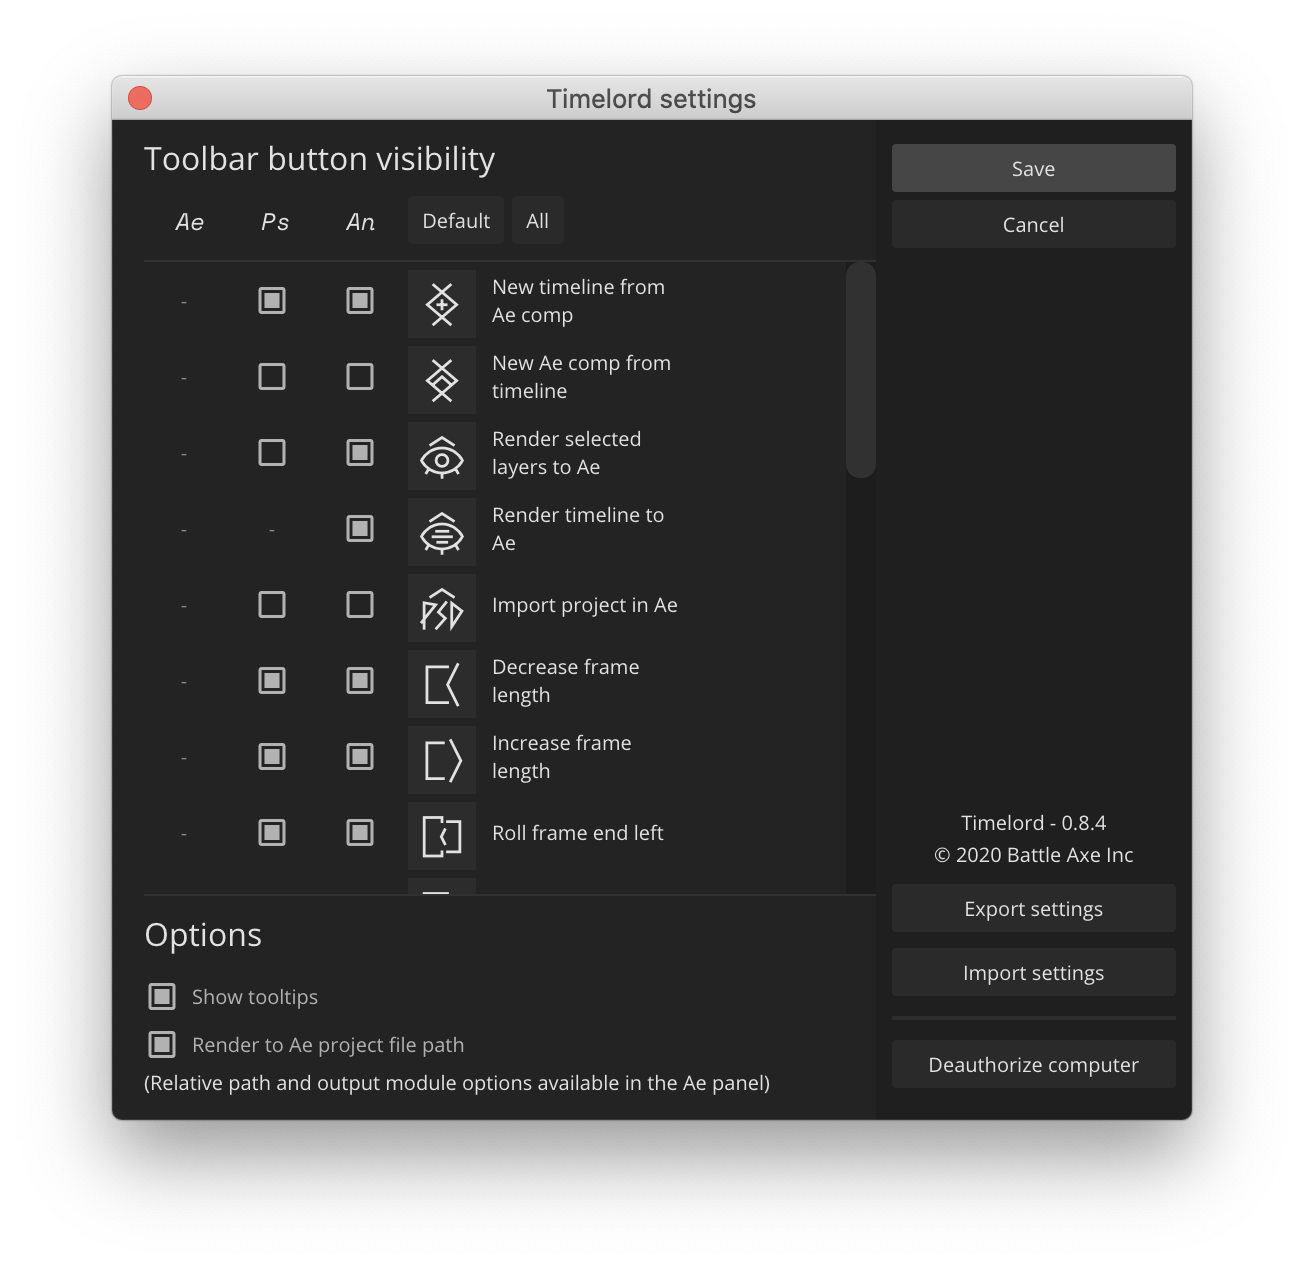 Timelord settings
Toolbar button visibility
Ae Ps An Default All
- New timeline from
Ae comp
- New Ae comp from
timeline
- Render selected
layers to Ae
- - Render timeline to
Ae
- PSD Import project in Ae
- Decrease frame
length
- Increase frame
length
- Roll frame end left
Options
Show tooltips
Render to Ae project file path
(Relative path and output module options available in the Ae panel)
Save
Cancel
Timelord - 0.8.4
© 2020 Battle Axe Inc
Export settings
Import settings
Deauthorize computer